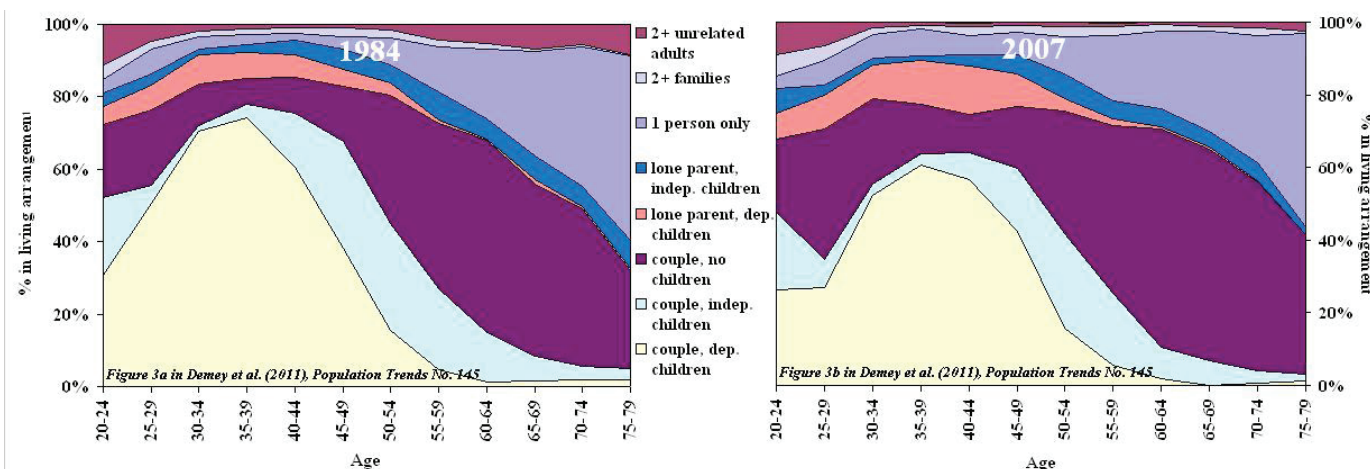 100%
80%
60%
40%
20%
0%
% in living arrangement
1984
Figure 3a in Demey et al. (2011), Population Trends No. 145
20-24
25-29
30-34
35-39
40-44
45-49
50-54
55-59
60-64
65-69
70-74
75-79
Age
2+ unrelated
adults
2+ families
1 person only
lone parent,
indep. children
lone parent, dep.
children
couple, no
children
couple, indep.
children
couple, dep.
children
2007
Figure 3b in Demey et al. (2011), Population Trends No. 145
20-24
25-29
30-34
35-39
40-44
45-49
50-54
55-59
60-64
65-69
70-74
75-79
Age
100%
80%
60%
40%
20%
0%
% in living arrangement